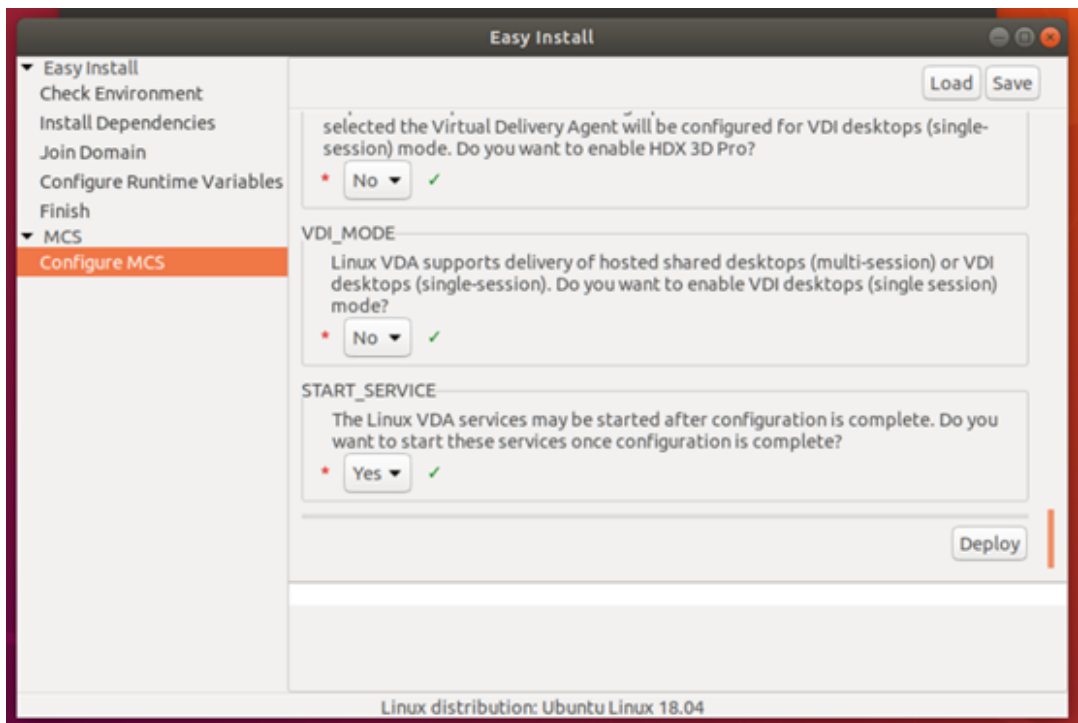 Easy Install
Easy Install
Check Environment
Install Dependencies
Join Domain
Configure Runtime Variables
Finish
MCS
Configure MCS
Load Save
selected the Virtual Delivery Agent will be configured for VDI desktops (single-
session) mode. Do you want to enable HDX 3D Pro?
* No ✓
VDI_MODE
Linux VDA supports delivery of hosted shared desktops (multi-session) or VDI
desktops (single-session). Do you want to enable VDI desktops (single session)
mode?
* No ✓
START_SERVICE
The Linux VDA services may be started after configuration is complete. Do you
want to start these services once configuration is complete?
* Yes ✓
Deploy
Linux distribution: Ubuntu Linux 18.04